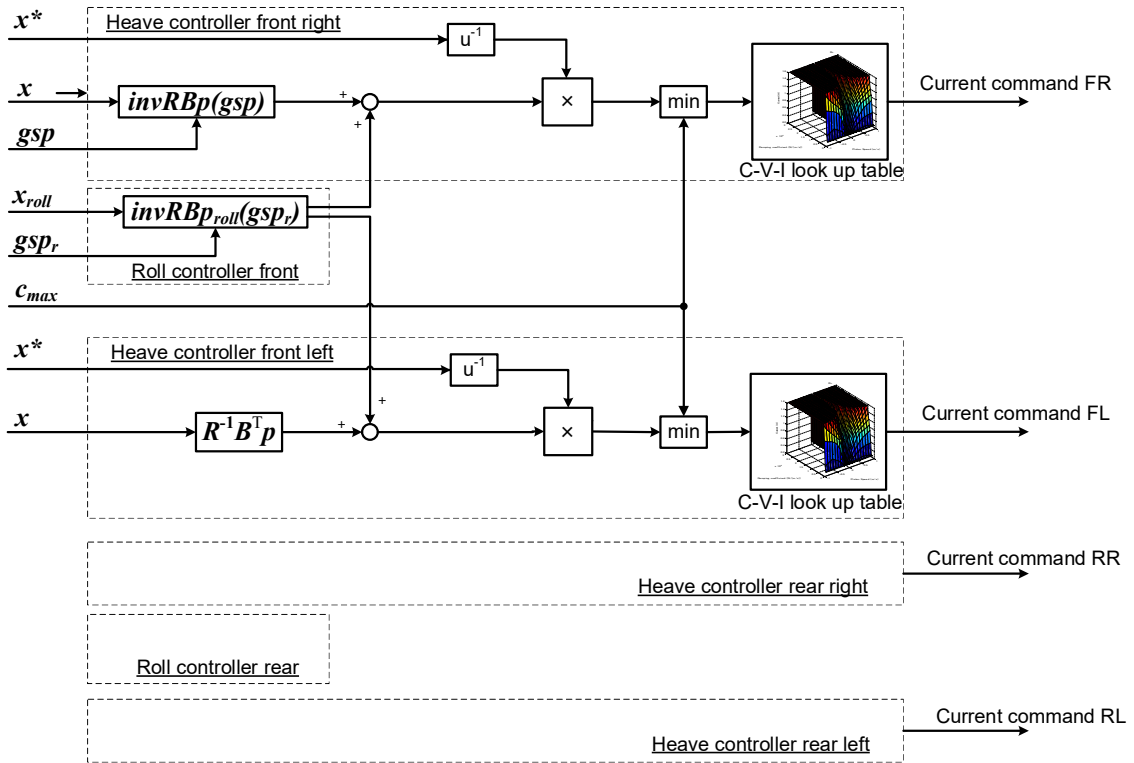 x* Heave controller front right
u⁻¹
x invRBp(gsp) + + × min Current command FR
gsp
C-V-I look up table
x_roll invRBp_roll(gsp_r)
gsp_r
Roll controller front
c_max
x* Heave controller front left
u⁻¹
+
x R⁻¹Bᵀp + × min Current command FL
C-V-I look up table
Current command RR
Heave controller rear right
Roll controller rear
Current command RL
Heave controller rear left